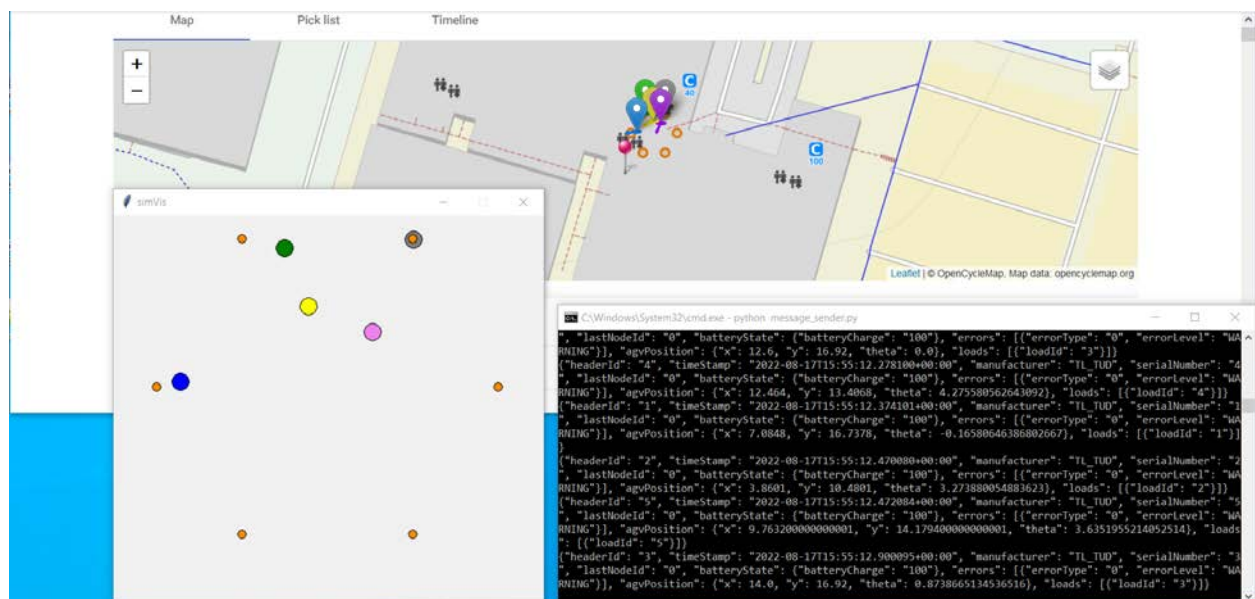 Map Pick list Timeline
+
−
C
40
C
100
Leaflet | © OpenCycleMap, Map data: opencyclemap.org
simVis
C:\Windows\System32\cmd.exe - python message_sender.py
", "lastNodeId": "0", "batteryState": {"batteryCharge": "100"}, "errors": [{"errorType": "0", "errorLevel": "WA
RNING"}], "agvPosition": {"x": 12.6, "y": 16.92, "theta": 0.0}, "loads": [{"loadId": "3"}]}
{"headerId": "4", "timeStamp": "2022-08-17T15:55:12.278100+00:00", "manufacturer": "TL_TUD", "serialNumber": "4
", "lastNodeId": "0", "batteryState": {"batteryCharge": "100"}, "errors": [{"errorType": "0", "errorLevel": "WA
RNING"}], "agvPosition": {"x": 12.464, "y": 13.4068, "theta": 4.275580562643092}, "loads": [{"loadId": "4"}]}
{"headerId": "1", "timeStamp": "2022-08-17T15:55:12.374101+00:00", "manufacturer": "TL_TUD", "serialNumber": "1
", "lastNodeId": "0", "batteryState": {"batteryCharge": "100"}, "errors": [{"errorType": "0", "errorLevel": "WA
RNING"}], "agvPosition": {"x": 7.0848, "y": 16.7378, "theta": -0.16580646386802667}, "loads": [{"loadId": "1"}]
}
{"headerId": "2", "timeStamp": "2022-08-17T15:55:12.470080+00:00", "manufacturer": "TL_TUD", "serialNumber": "2
", "lastNodeId": "0", "batteryState": {"batteryCharge": "100"}, "errors": [{"errorType": "0", "errorLevel": "WA
RNING"}], "agvPosition": {"x": 3.8601, "y": 10.4801, "theta": 3.273880054883623}, "loads": [{"loadId": "2"}]}
{"headerId": "5", "timeStamp": "2022-08-17T15:55:12.472084+00:00", "manufacturer": "TL_TUD", "serialNumber": "5
", "lastNodeId": "0", "batteryState": {"batteryCharge": "100"}, "errors": [{"errorType": "0", "errorLevel": "WA
RNING"}], "agvPosition": {"x": 9.763200000000001, "y": 14.179400000000001, "theta": 3.6351955214052514}, "loads
": [{"loadId": "5"}]}
{"headerId": "3", "timeStamp": "2022-08-17T15:55:12.900095+00:00", "manufacturer": "TL_TUD", "serialNumber": "3
", "lastNodeId": "0", "batteryState": {"batteryCharge": "100"}, "errors": [{"errorType": "0", "errorLevel": "WA
RNING"}], "agvPosition": {"x": 14.0, "y": 16.92, "theta": 0.8738665134536516}, "loads": [{"loadId": "3"}]}